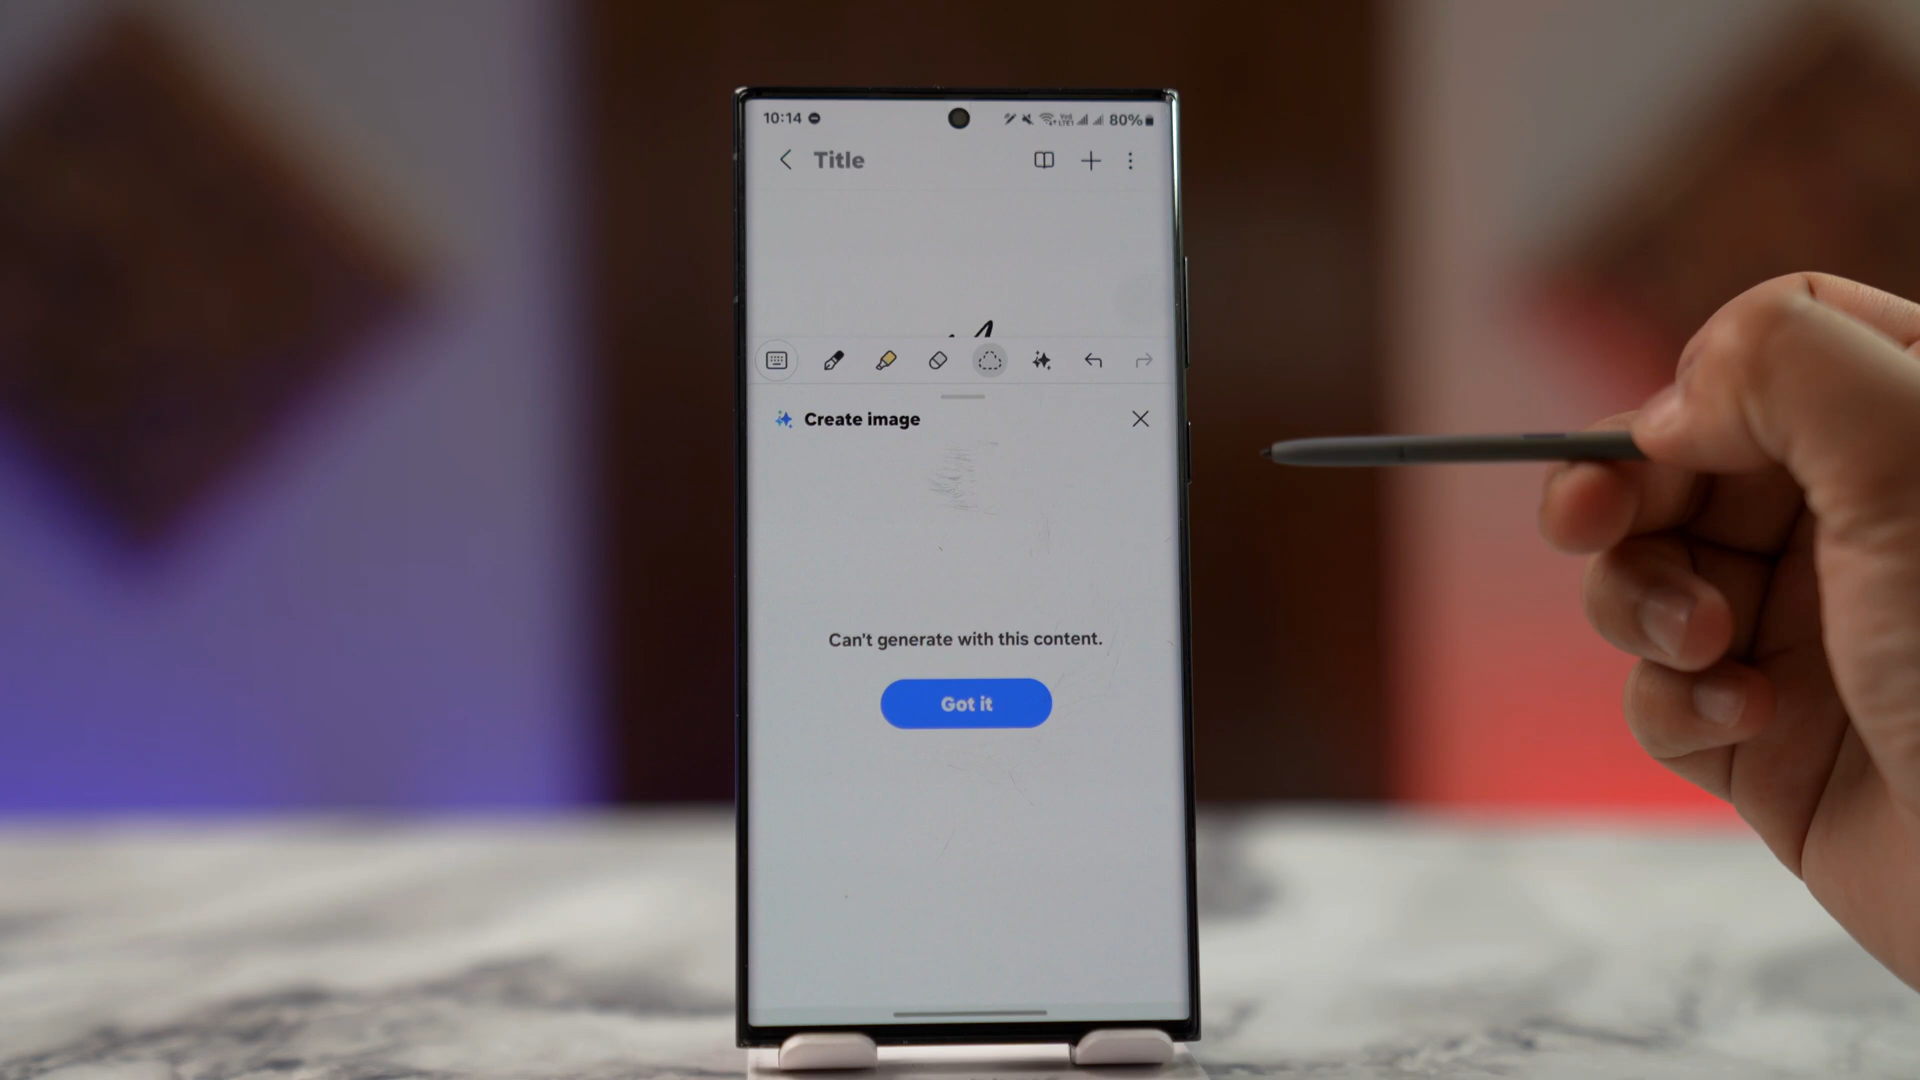 10:14 80%
Title
Create image
Can't generate with this content.
Got it